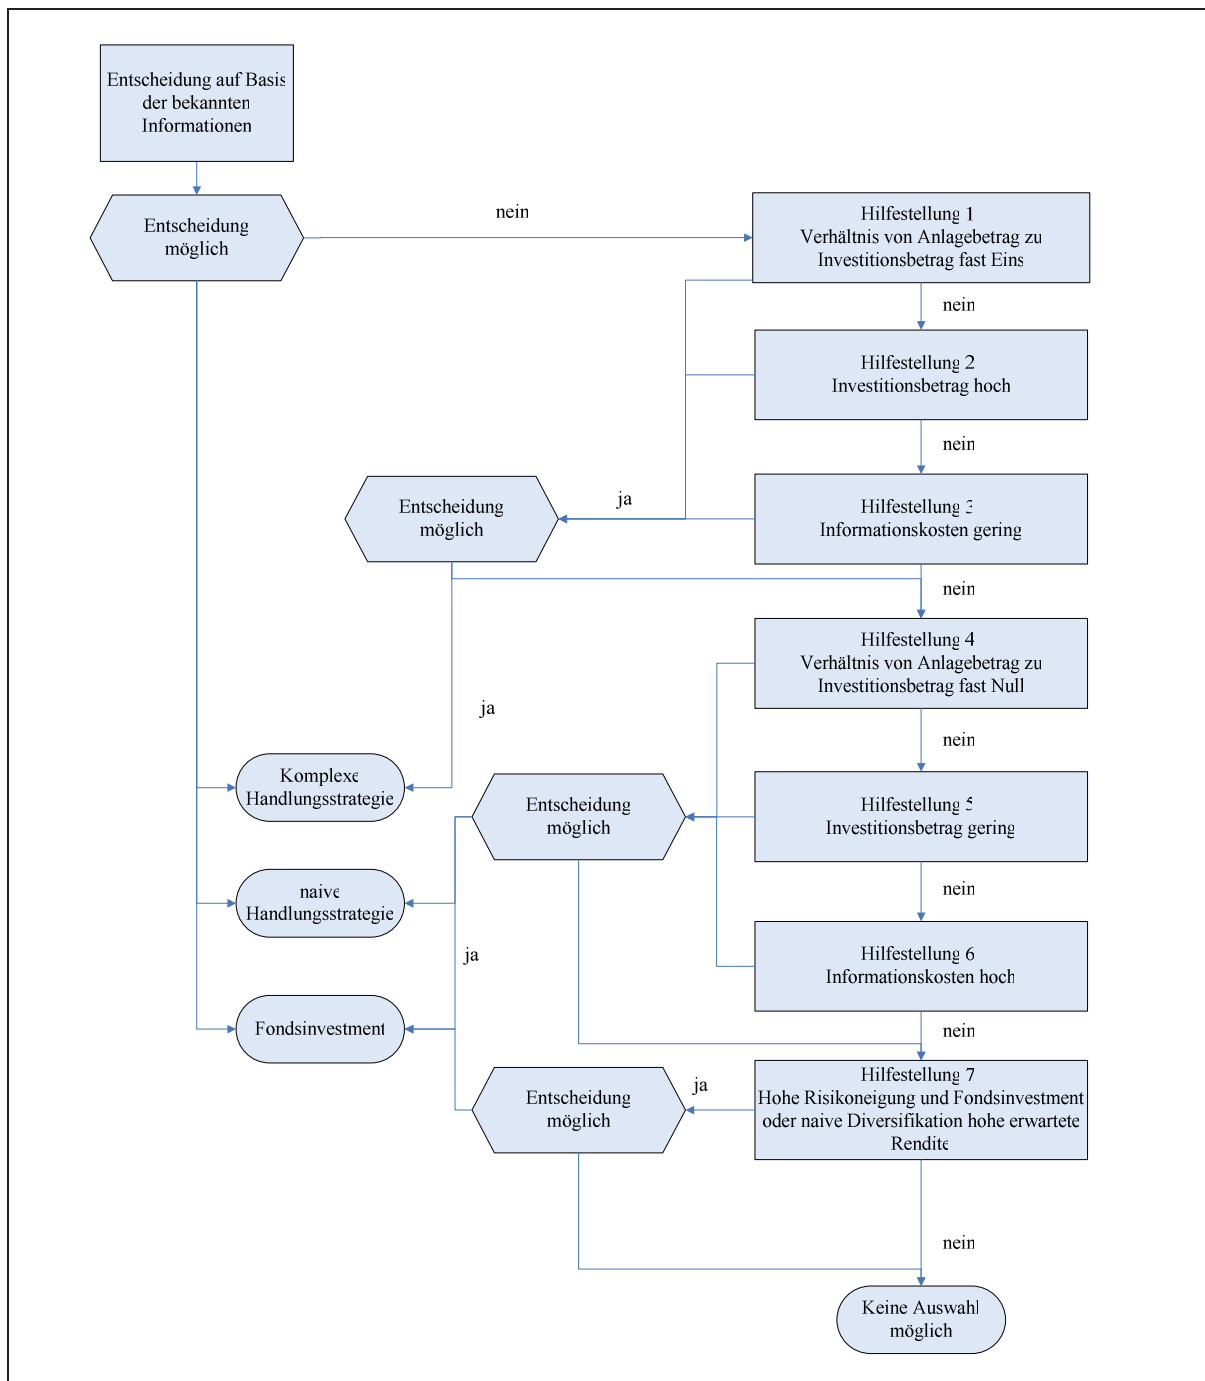 Entscheidung auf Basis
der bekannten
Informationen
Entscheidung
möglich
nein
Hilfestellung 1
Verhältnis von Anlagebetrag zu
Investitionsbetrag fast Eins
nein
Hilfestellung 2
Investitionsbetrag hoch
nein
Entscheidung
möglich
ja
Hilfestellung 3
Informationskosten gering
nein
Hilfestellung 4
Verhältnis von Anlagebetrag zu
Investitionsbetrag fast Null
ja
nein
Komplexe
Handlungsstrategie
Entscheidung
möglich
Hilfestellung 5
Investitionsbetrag gering
nein
naive
Handlungsstrategie
ja
Hilfestellung 6
Informationskosten hoch
Fondsinvestment
nein
Entscheidung
möglich
ja
Hilfestellung 7
Hohe Risikoneigung und Fondsinvestment
oder naive Diversifikation hohe erwartete
Rendite
nein
Keine Auswahl
möglich